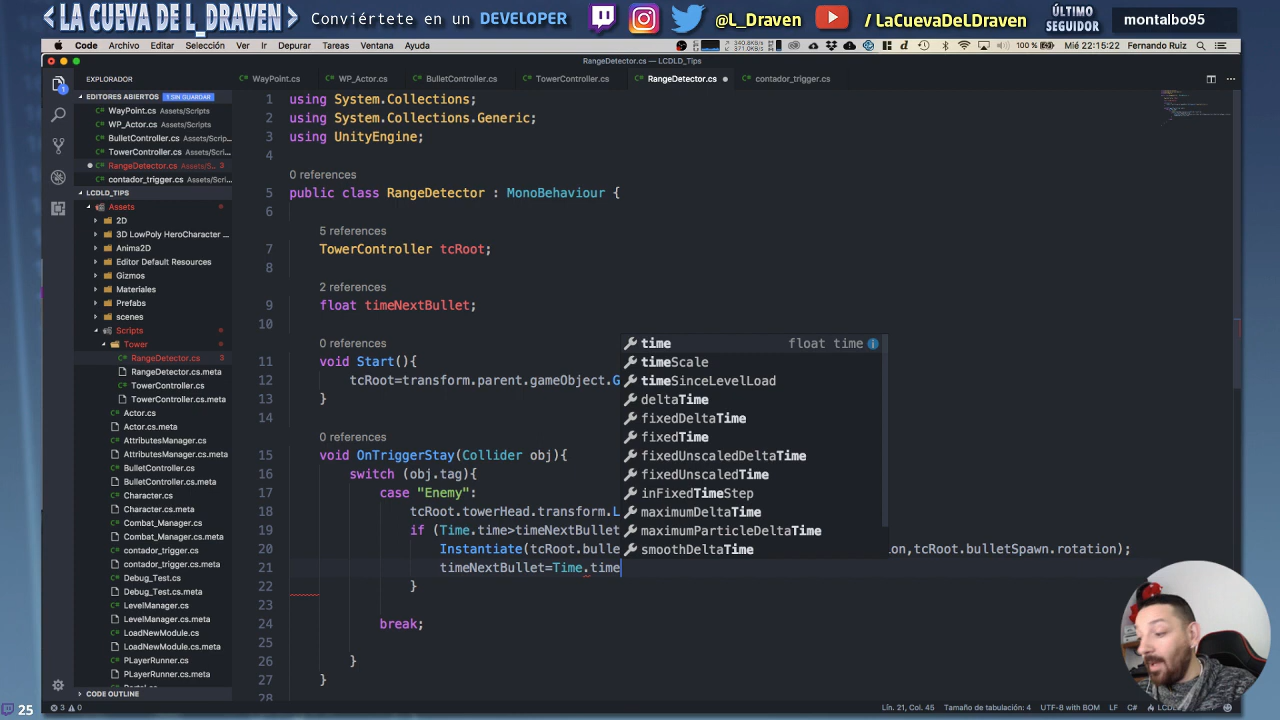 LA CUEVA DE L_DRAVEN
Conviértete en un DEVELOPER
@L_Draven
/LaCuevaDeLDraven
ÚLTIMO
SEGUIDOR
montalbo95
Code Archivo Editar Selección Ver Ir Depurar Tareas Ventana Ayuda
100 %
Mié 22:15:22 Fernando Ruiz
RangeDetector.cs — LCDLD_Tips
EXPLORADOR
EDITORES ABIERTOS 1 SIN GUARDAR
WayPoint.cs Assets/Scripts
WP_Actor.cs Assets/Scripts
BulletController.cs Assets/Scrip...
TowerController.cs Assets/Scri...
RangeDetector.cs Assets/S... 3
contador_trigger.cs Assets/Scri...
LCDLD_TIPS
Assets
2D
3D LowPoly HeroCharacter ...
Anima2D
Editor Default Resources
Gizmos
Materiales
Prefabs
scenes
Scripts
Tower
RangeDetector.cs 3
RangeDetector.cs.meta
TowerController.cs
TowerController.cs.meta
Actor.cs
Actor.cs.meta
AttributesManager.cs
AttributesManager.cs.meta
BulletController.cs
BulletController.cs.meta
Character.cs
Character.cs.meta
Combat_Manager.cs
Combat_Manager.cs.meta
contador_trigger.cs
contador_trigger.cs.meta
Debug_Test.cs
Debug_Test.cs.meta
LevelManager.cs
LevelManager.cs.meta
LoadNewModule.cs
LoadNewModule.cs.meta
PLayerRunner.cs
PLayerRunner.cs.meta
CODE OUTLINE
WayPoint.cs WP_Actor.cs BulletController.cs TowerController.cs RangeDetector.cs contador_trigger.cs
1 using System.Collections;
2 using System.Collections.Generic;
3 using UnityEngine;
4
0 references
5 public class RangeDetector : MonoBehaviour {
6
5 references
7 TowerController tcRoot;
8
2 references
9 float timeNextBullet;
10
0 references
11 void Start(){
12 tcRoot=transform.parent.gameObject.G
13 }
14
0 references
15 void OnTriggerStay(Collider obj){
16 switch (obj.tag){
17 case "Enemy":
18 tcRoot.towerHead.transform.L
19 if (Time.time>timeNextBullet
20 Instantiate(tcRoot.bulle on,tcRoot.bulletSpawn.rotation);
21 timeNextBullet=Time.time
22 }
23
24 break;
25
26 }
27 }
28
time float time
timeScale
timeSinceLevelLoad
deltaTime
fixedDeltaTime
fixedTime
fixedUnscaledDeltaTime
fixedUnscaledTime
inFixedTimeStep
maximumDeltaTime
maximumParticleDeltaTime
smoothDeltaTime
3 0
Lín. 21, Col. 45 Tamaño de tabulación: 4 UTF-8 with BOM LF C#
25